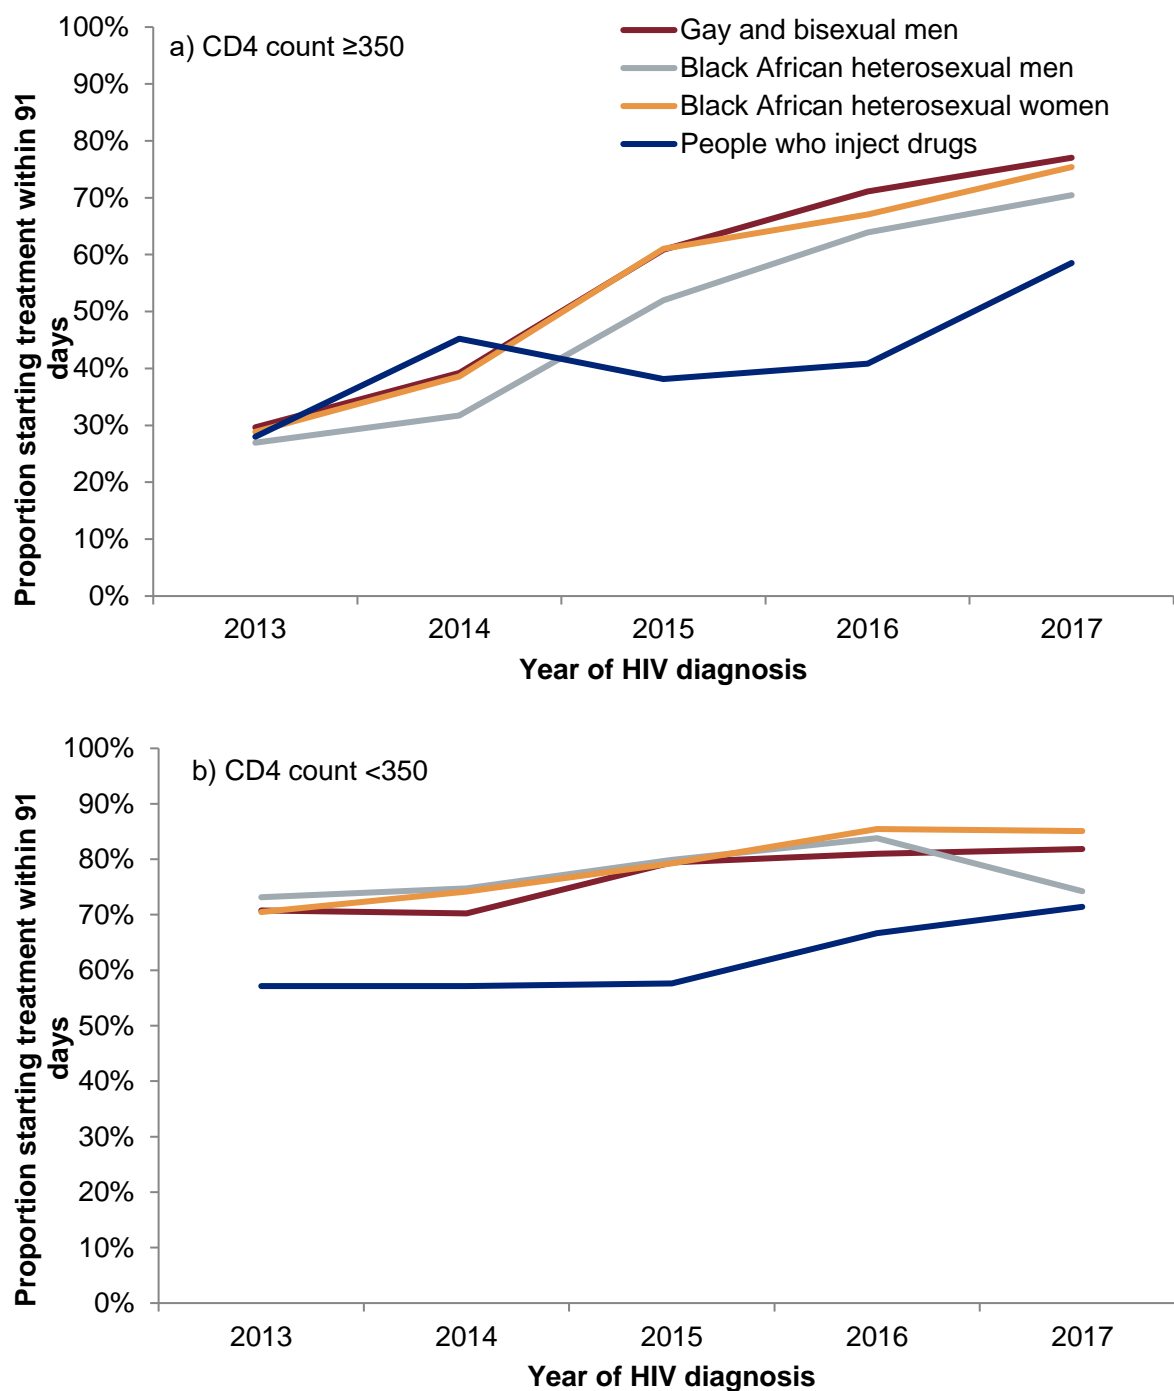 a) CD4 count ≥350
Gay and bisexual men
Black African heterosexual men
Black African heterosexual women
People who inject drugs
Proportion starting treatment within 91
days
100%
90%
80%
70%
60%
50%
40%
30%
20%
10%
0%
2013 2014 2015 2016 2017
Year of HIV diagnosis
b) CD4 count <350
Proportion starting treatment within 91
days
100%
90%
80%
70%
60%
50%
40%
30%
20%
10%
0%
2013 2014 2015 2016 2017
Year of HIV diagnosis